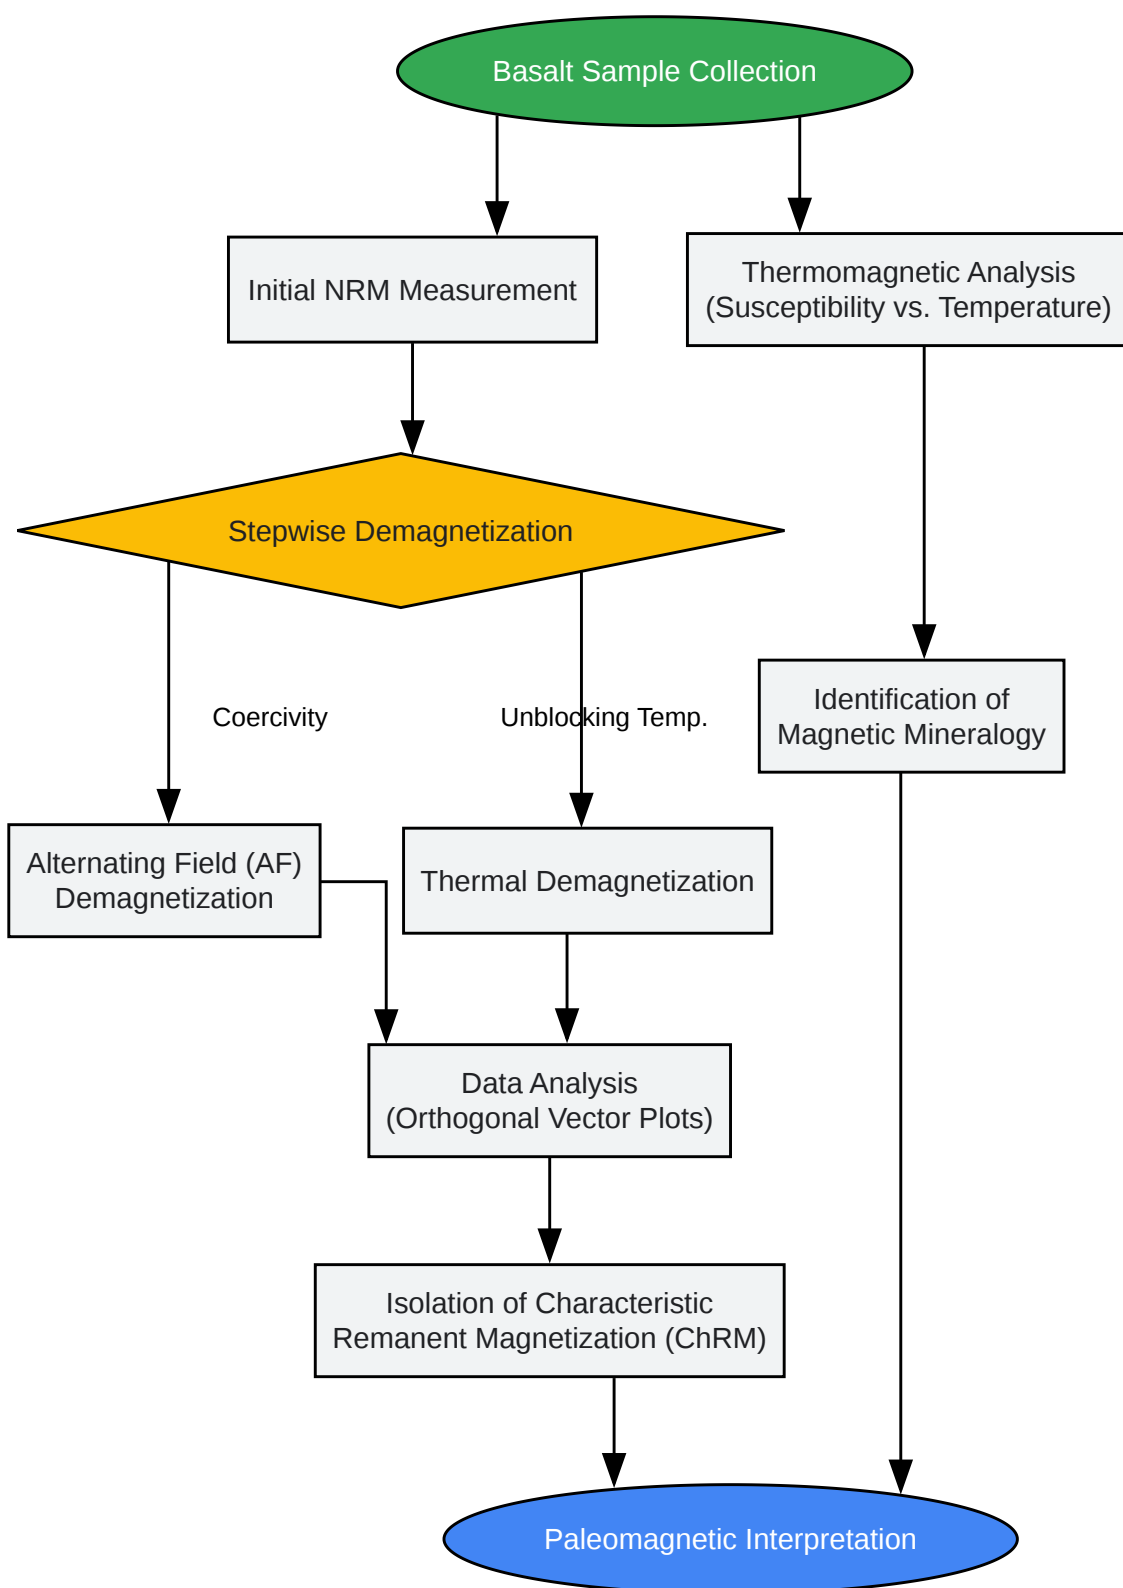 Basalt Sample Collection
Initial NRM Measurement
Thermomagnetic Analysis
(Susceptibility vs. Temperature)
Stepwise Demagnetization
Coercivity
Unblocking Temp.
Identification of
Magnetic Mineralogy
Alternating Field (AF)
Demagnetization
Thermal Demagnetization
Data Analysis
(Orthogonal Vector Plots)
Isolation of Characteristic
Remanent Magnetization (ChRM)
Paleomagnetic Interpretation